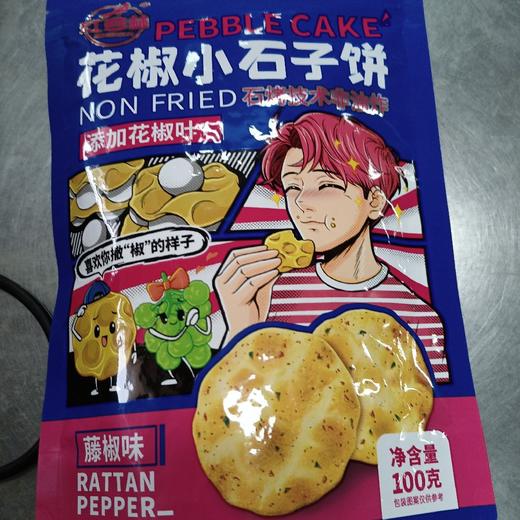 PEBBLE CAKE
花椒小石子饼
NON FRIED 石烤技术非油炸
添加花椒叶
喜欢你撒“椒”的样子
藤椒味
RATTAN
PEPPER_
净含量
100克
包装图案仅供参考